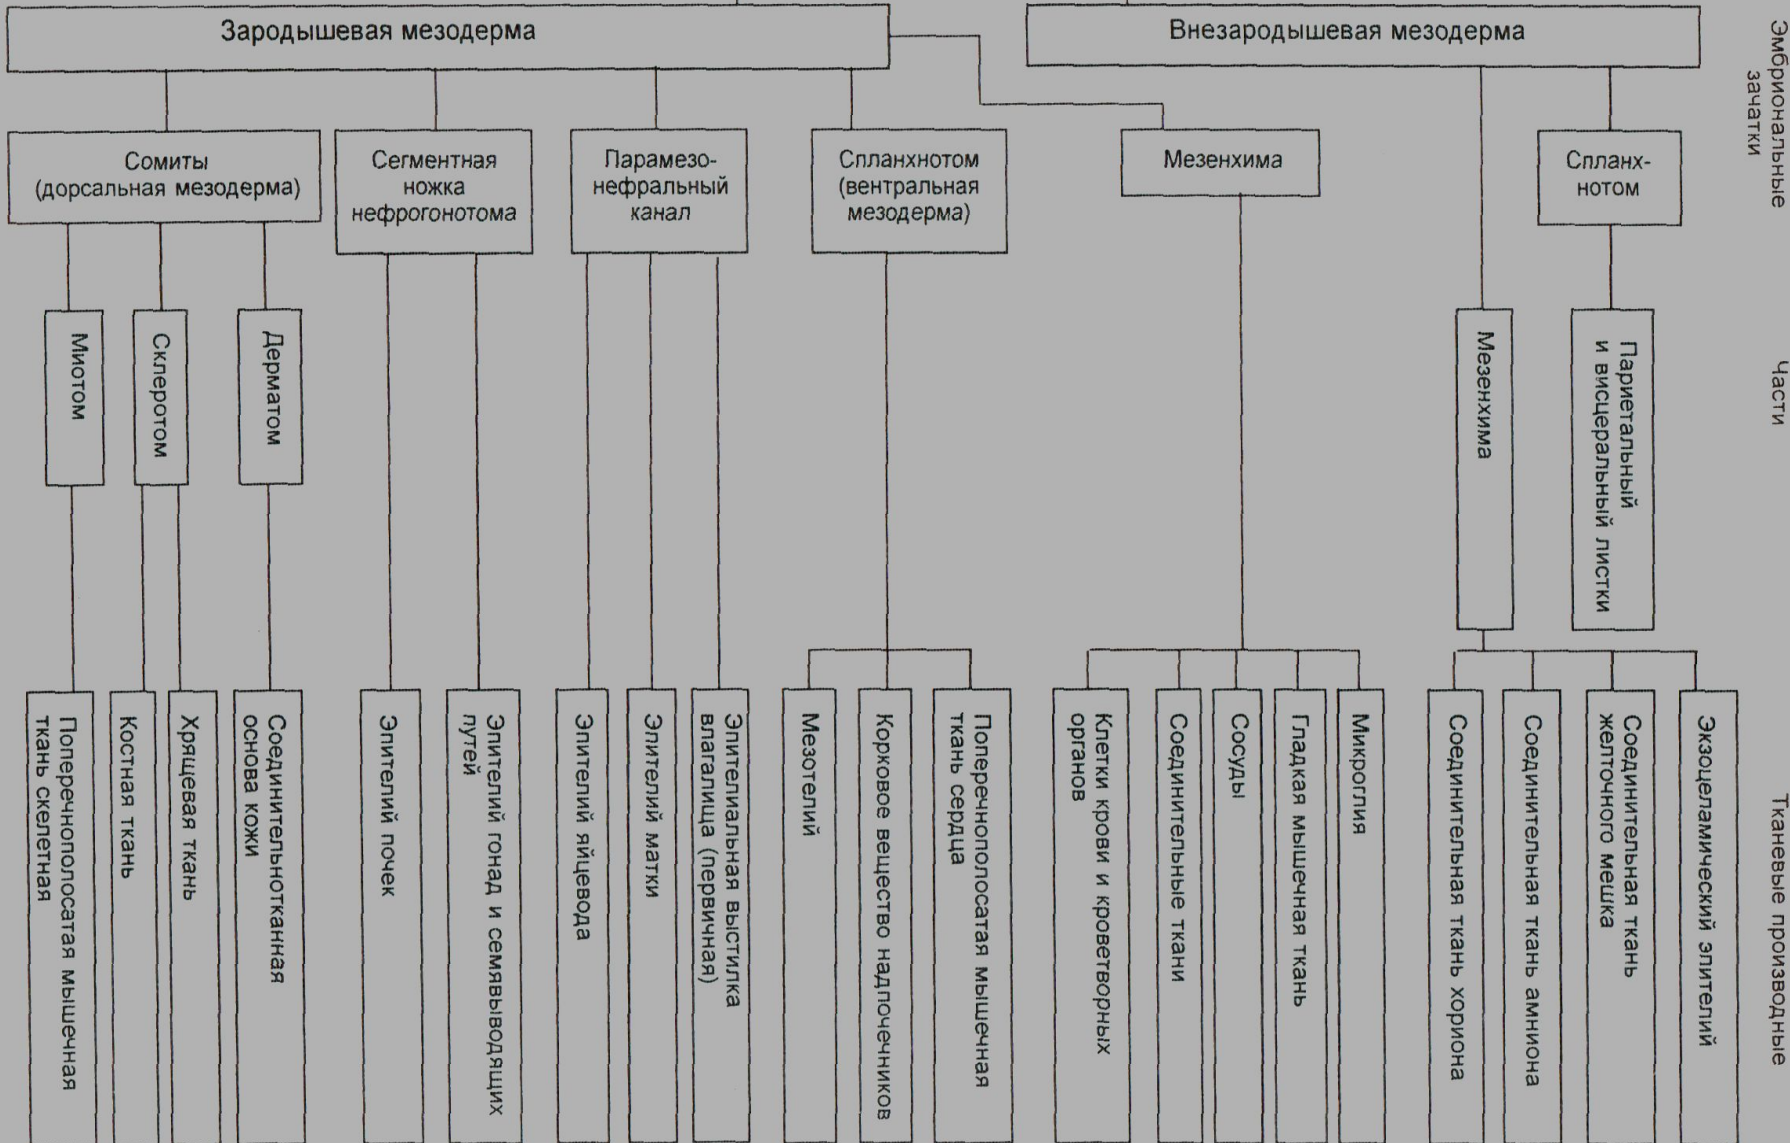 Зародышевая мезодерма
Внезародышевая мезодерма
Эмбриональные
зачатки
Сомиты
(дорсальная мезодерма)
Сегментная
ножка
нефрогонотома
Парамезо-
нефральный
канал
Спланхнотом
(вентральная
мезодерма)
Мезенхима
Спланх-
нотом
Миотом
Склеротом
Дерматом
Мезенхима
Париетальный
и висцеральный листки
Части
Поперечнополосатая мышечная
ткань скелетная
Костная ткань
Хрящевая ткань
Соединительнотканная
основа кожи
Эпителий почек
Эпителий гонад и семявыводящих
путей
Эпителий яйцевода
Эпителий матки
Эпителиальная выстилка
влагалища (первичная)
Мезотелий
Корковое вещество надпочечников
Поперечнополосатая мышечная
ткань сердца
Клетки крови и кроветворных
органов
Соединительные ткани
Сосуды
Гладкая мышечная ткань
Микроглия
Соединительная ткань хориона
Соединительная ткань амниона
Соединительная ткань
желточного мешка
Экзоцеламический эпителий
Тканевые производные